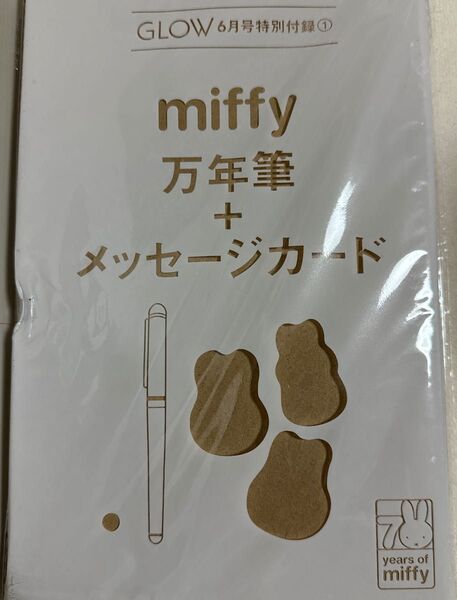 GLOW 6月号特別付録①
miffy
万年筆
+
メッセージカード
70
years of
miffy